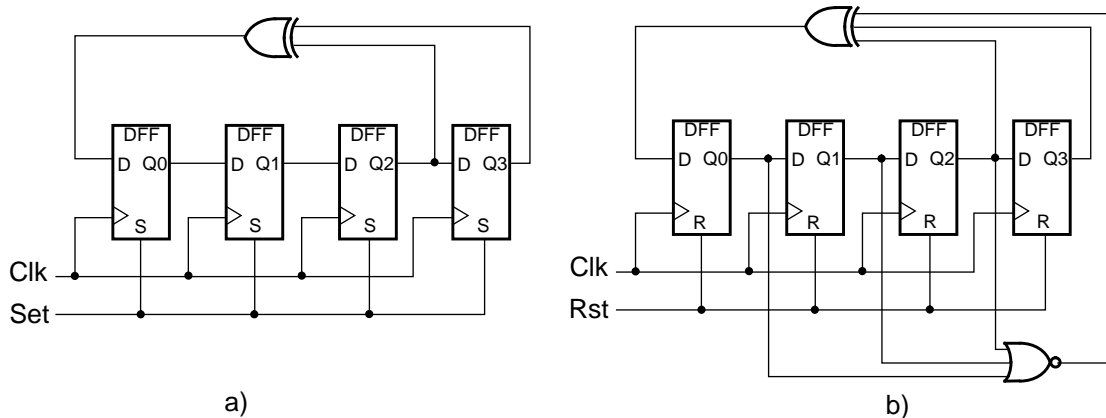 DFF DFF DFF DFF
D Q0 D Q1 D Q2 D Q3
S S S S
Clk
Set
a)
DFF DFF DFF DFF
D Q0 D Q1 D Q2 D Q3
R R R R
Clk
Rst
b)